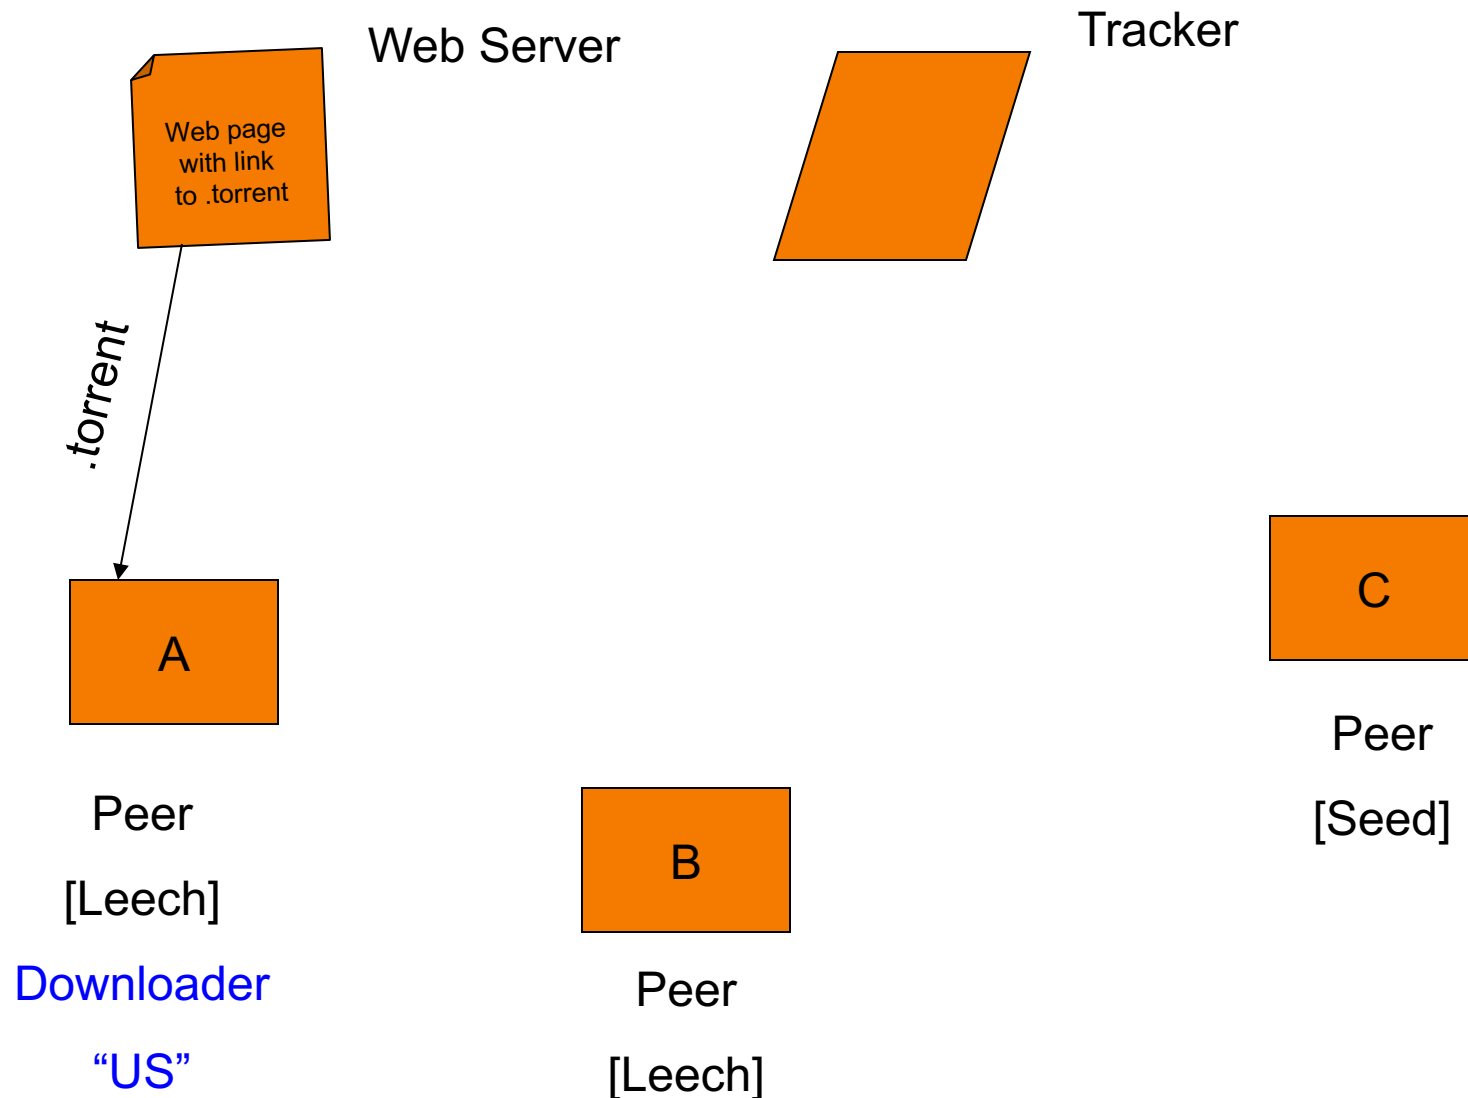 Web Server
Tracker
Web page
with link
to .torrent
.torrent
A
C
Peer
[Seed]
Peer
[Leech]
Downloader
“US”
B
Peer
[Leech]